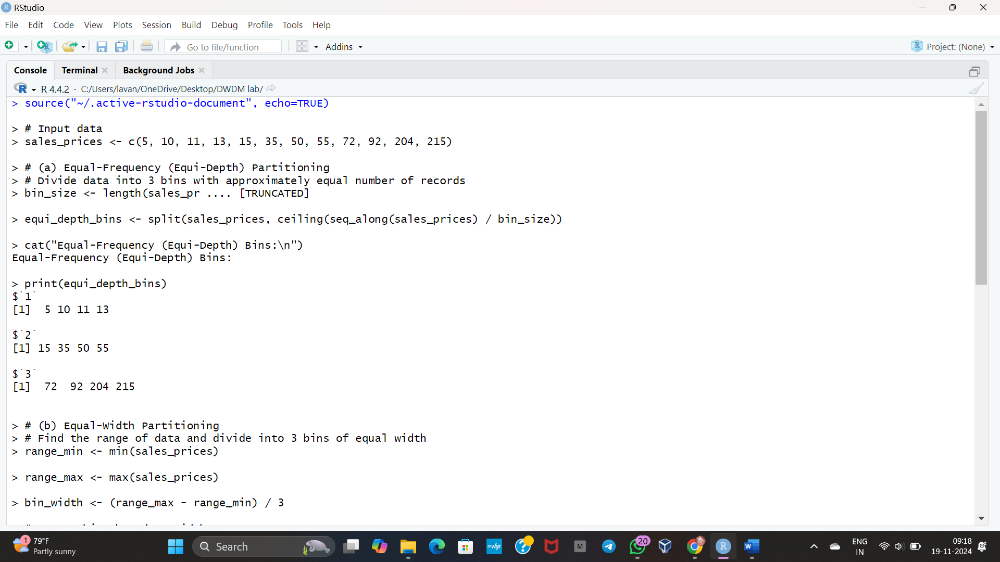 RStudio
File Edit Code View Plots Session Build Debug Profile Tools Help
Go to file/function Addins Project: (None)
Console Terminal Background Jobs
R 4.4.2 · C:/Users/lavan/OneDrive/Desktop/DWDM lab/
> source("~/.active-rstudio-document", echo=TRUE)
> # Input data
> sales_prices <- c(5, 10, 11, 13, 15, 35, 50, 55, 72, 92, 204, 215)
> # (a) Equal-Frequency (Equi-Depth) Partitioning
> # Divide data into 3 bins with approximately equal number of records
> bin_size <- length(sales_pr .... [TRUNCATED]
> equi_depth_bins <- split(sales_prices, ceiling(seq_along(sales_prices) / bin_size))
> cat("Equal-Frequency (Equi-Depth) Bins:\n")
Equal-Frequency (Equi-Depth) Bins:
> print(equi_depth_bins)
$`1`
[1]  5 10 11 13
$`2`
[1] 15 35 50 55
$`3`
[1]  72  92 204 215
> # (b) Equal-Width Partitioning
> # Find the range of data and divide into 3 bins of equal width
> range_min <- min(sales_prices)
> range_max <- max(sales_prices)
> bin_width <- (range_max - range_min) / 3
1
79°F
Partly sunny
Search
myhp
M
20
R
W
ENG
IN
09:18
19-11-2024